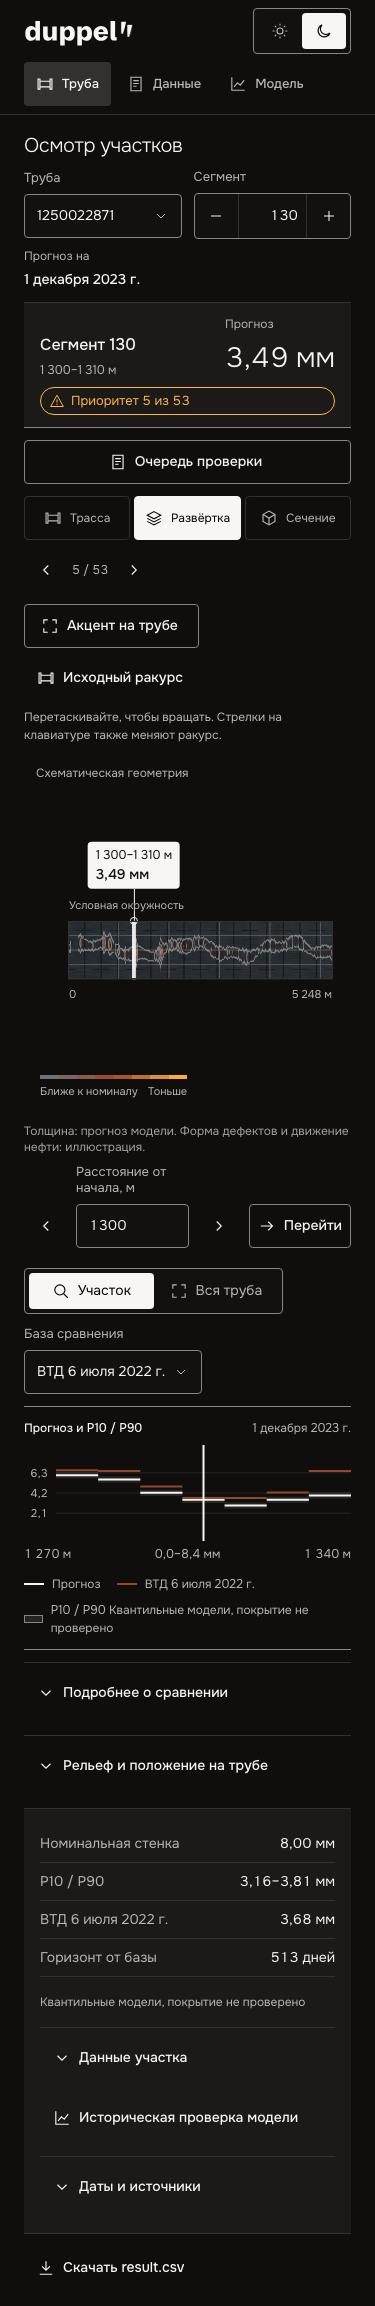 duppel
Труба
Данные
Модель
Осмотр участков
Труба
Сегмент
1250022871
130
Прогноз на
1 декабря 2023 г.
Прогноз
Сегмент 130
3,49 мм
1 300–1 310 м
Приоритет 5 из 53
Очередь проверки
Трасса
Развёртка
Сечение
5 / 53
Акцент на трубе
Исходный ракурс
Перетаскивайте, чтобы вращать. Стрелки на
клавиатуре также меняют ракурс.
Схематическая геометрия
1 300–1 310 м
3,49 мм
Условная окружность
0
5 248 м
Ближе к номиналу
Тоньше
Толщина: прогноз модели. Форма дефектов и движение
нефти: иллюстрация.
Расстояние от
начала, м
1300
Перейти
Участок
Вся труба
База сравнения
ВТД 6 июля 2022 г.
Прогноз и P10 / P90
1 декабря 2023 г.
6,3
4,2
2,1
1 270 м
0,0–8,4 мм
1 340 м
Прогноз
ВТД 6 июля 2022 г.
P10 / P90 Квантильные модели, покрытие не
проверено
Подробнее о сравнении
Рельеф и положение на трубе
Номинальная стенка
8,00 мм
P10 / P90
3,16–3,81 мм
ВТД 6 июля 2022 г.
3,68 мм
Горизонт от базы
513 дней
Квантильные модели, покрытие не проверено
Данные участка
Историческая проверка модели
Даты и источники
Скачать result.csv